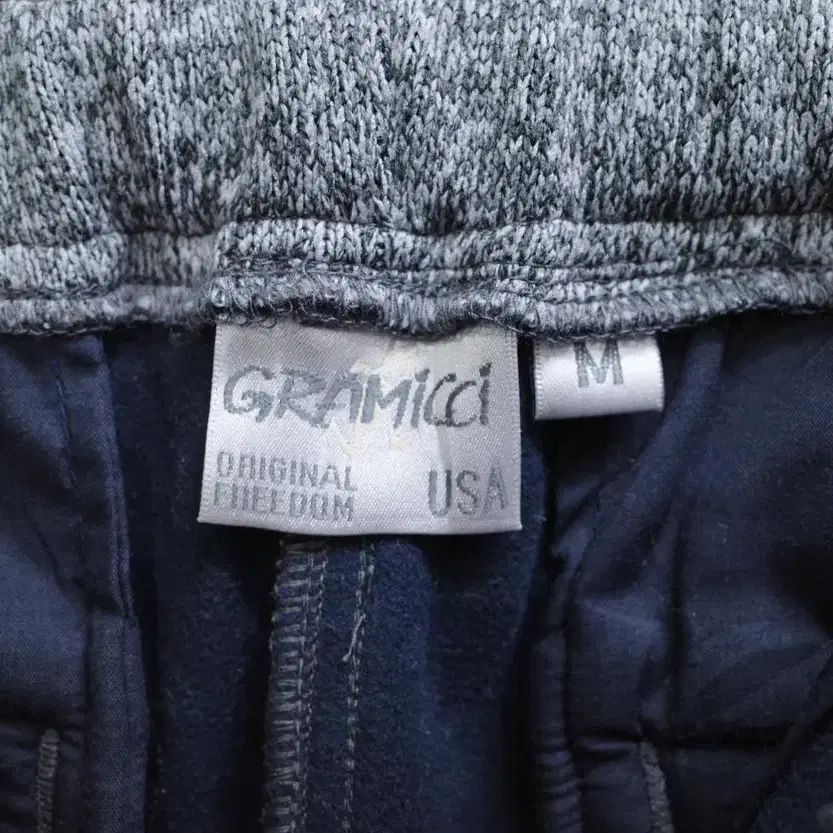 GRAMiCCi
M
ORIGINAL
FREEDOM
USA